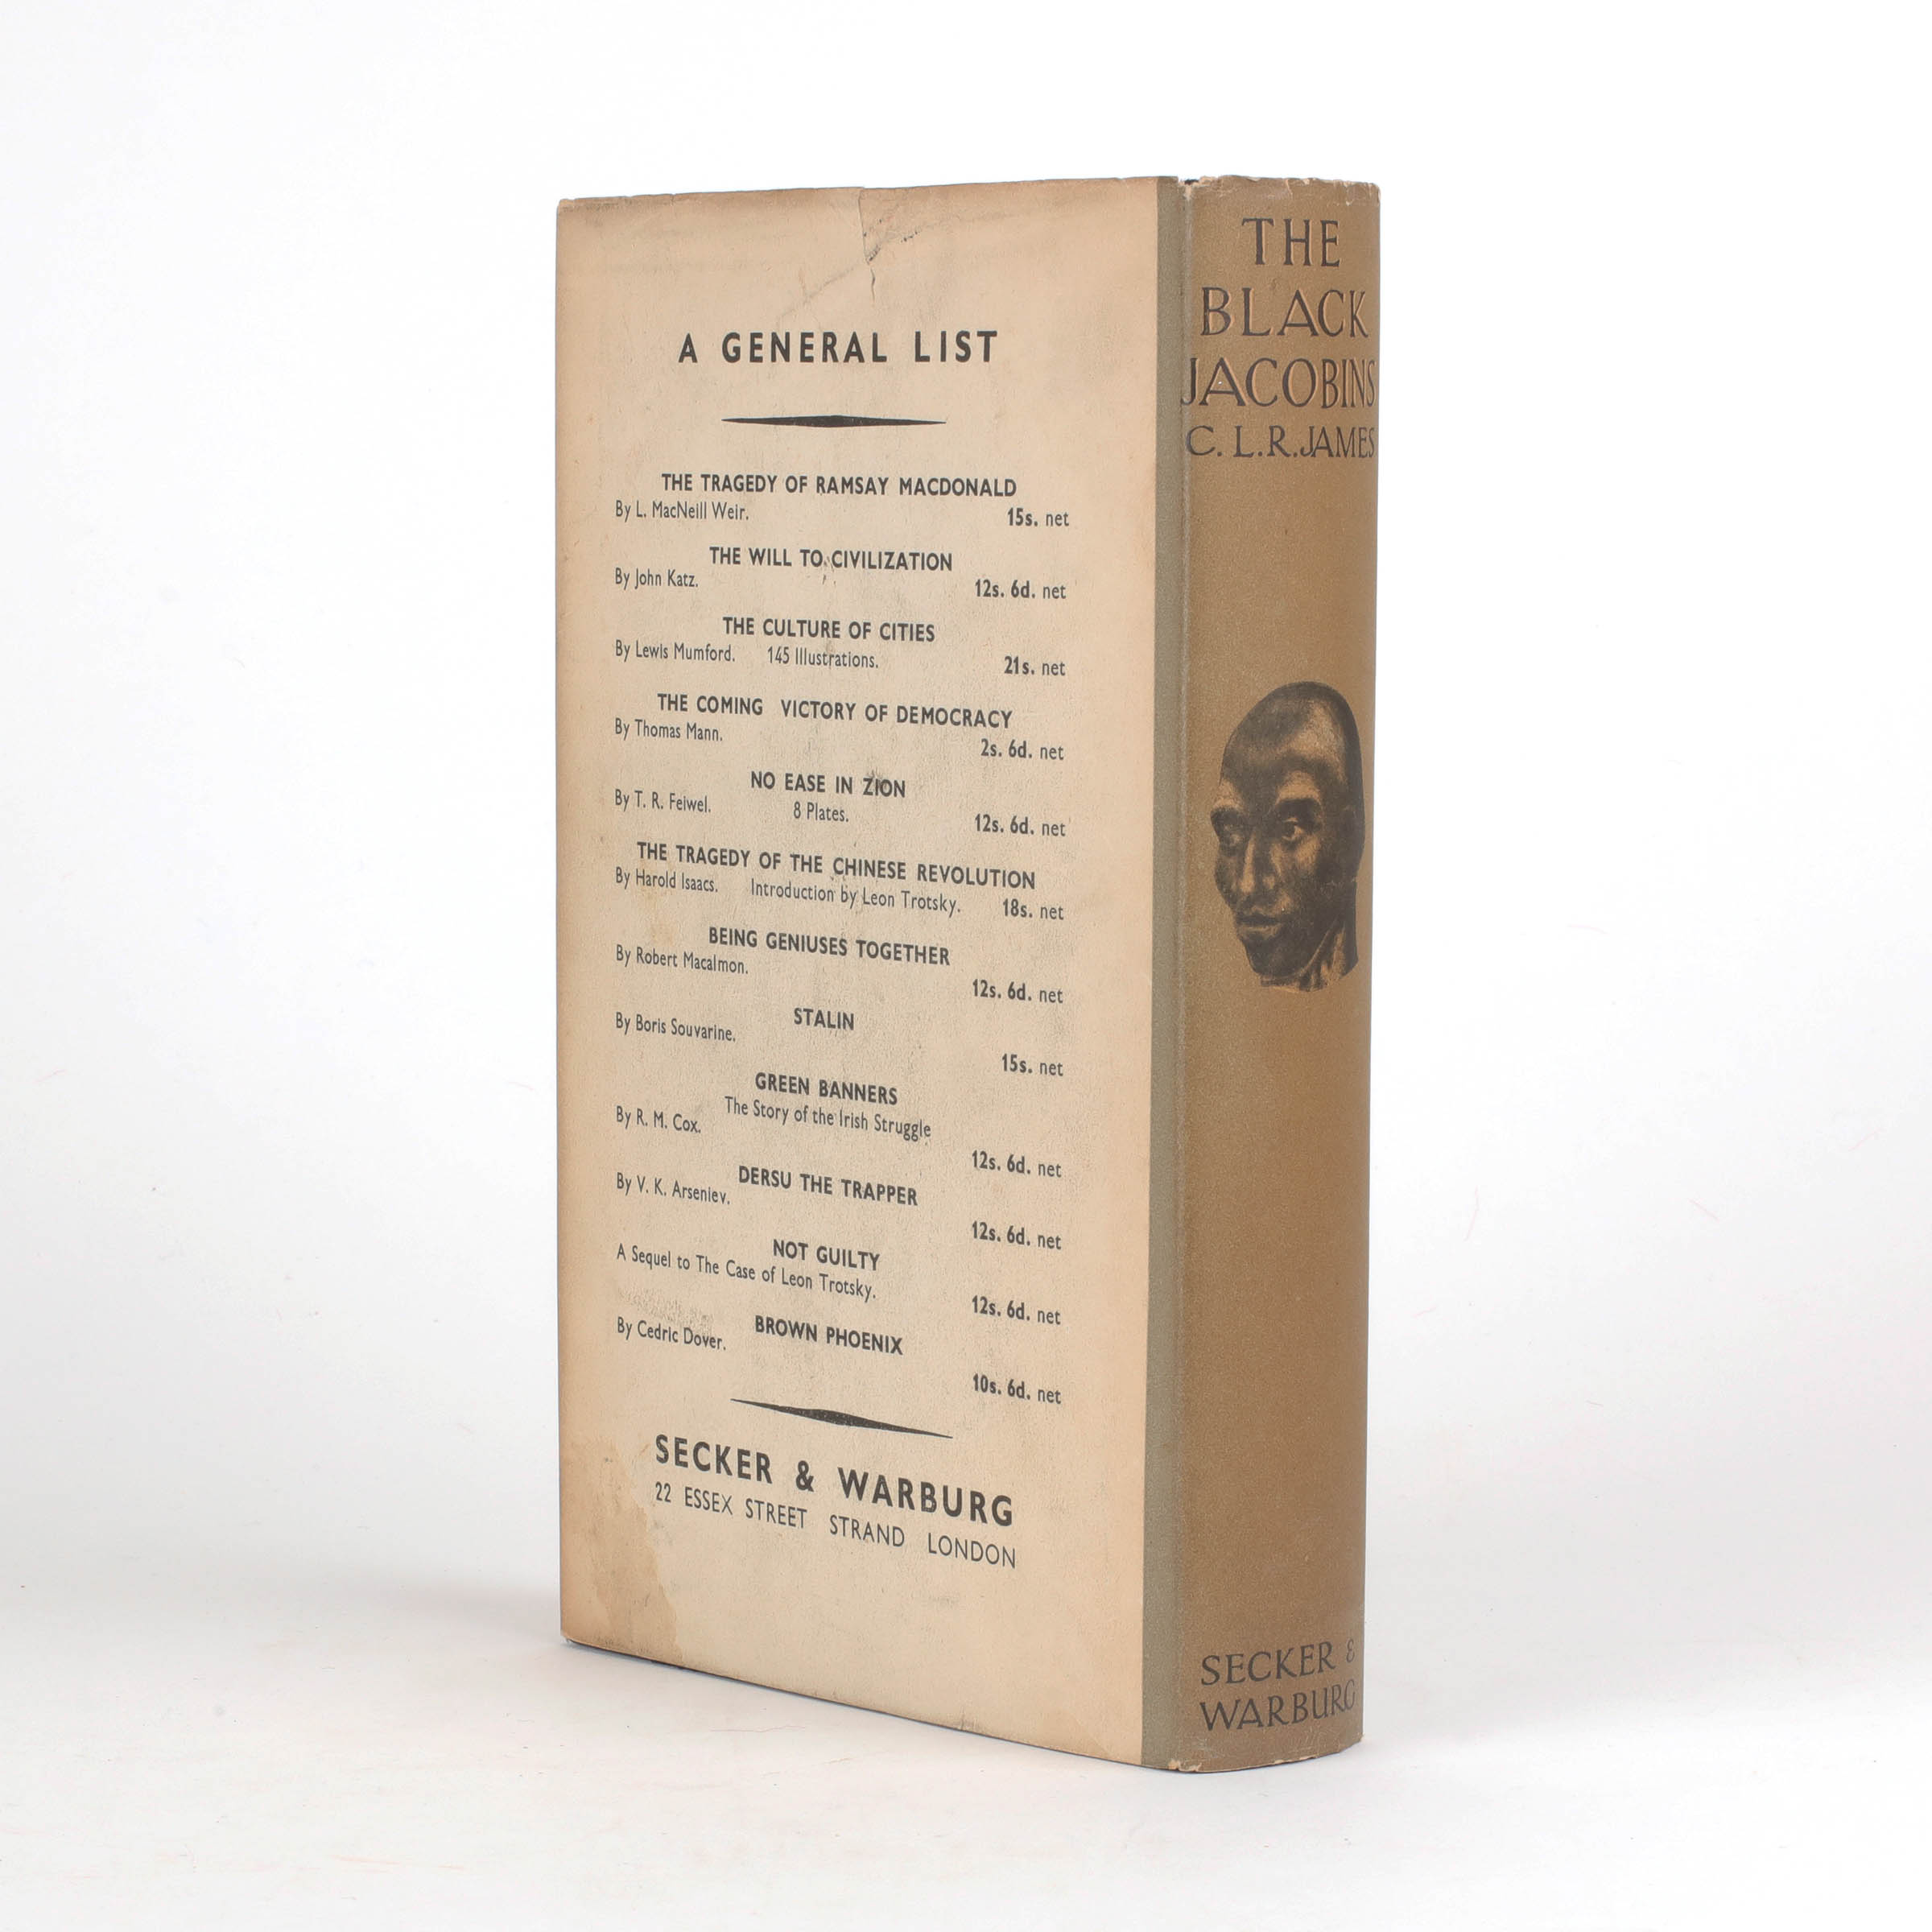 A GENERAL LIST
THE TRAGEDY OF RAMSAY MACDONALD
By L. MacNeill Weir. 15s. net
THE WILL TO CIVILIZATION
By John Katz. 12s. 6d. net
THE CULTURE OF CITIES
By Lewis Mumford. 145 Illustrations. 21s. net
THE COMING VICTORY OF DEMOCRACY
By Thomas Mann. 2s. 6d. net
NO EASE IN ZION
By T. R. Feiwel. 8 Plates. 12s. 6d. net
THE TRAGEDY OF THE CHINESE REVOLUTION
By Harold Isaacs. Introduction by Leon Trotsky. 18s. net
BEING GENIUSES TOGETHER
By Robert Macalmon. 12s. 6d. net
STALIN
By Boris Souvarine. 15s. net
GREEN BANNERS
The Story of the Irish Struggle
By R. M. Cox. 12s. 6d. net
DERSU THE TRAPPER
By V. K. Arseniev. 12s. 6d. net
NOT GUILTY
A Sequel to The Case of Leon Trotsky. 12s. 6d. net
BROWN PHOENIX
By Cedric Dover. 10s. 6d. net
SECKER & WARBURG
22 ESSEX STREET STRAND LONDON
THE
BLACK
JACOBINS
C. L. R. JAMES
SECKER &
WARBURG